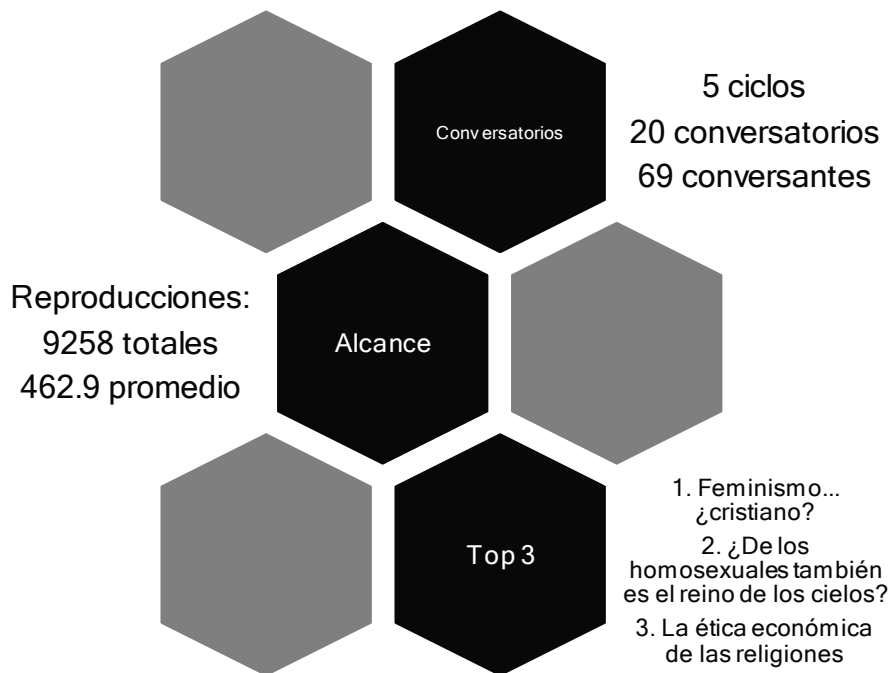 Conversatorios
5 ciclos
20 conversatorios
69 conversantes
Reproducciones:
9258 totales
462.9 promedio
Alcance
Top 3
1. Feminismo...
¿cristiano?
2. ¿De los
homosexuales también
es el reino de los cielos?
3. La ética económica
de las religiones